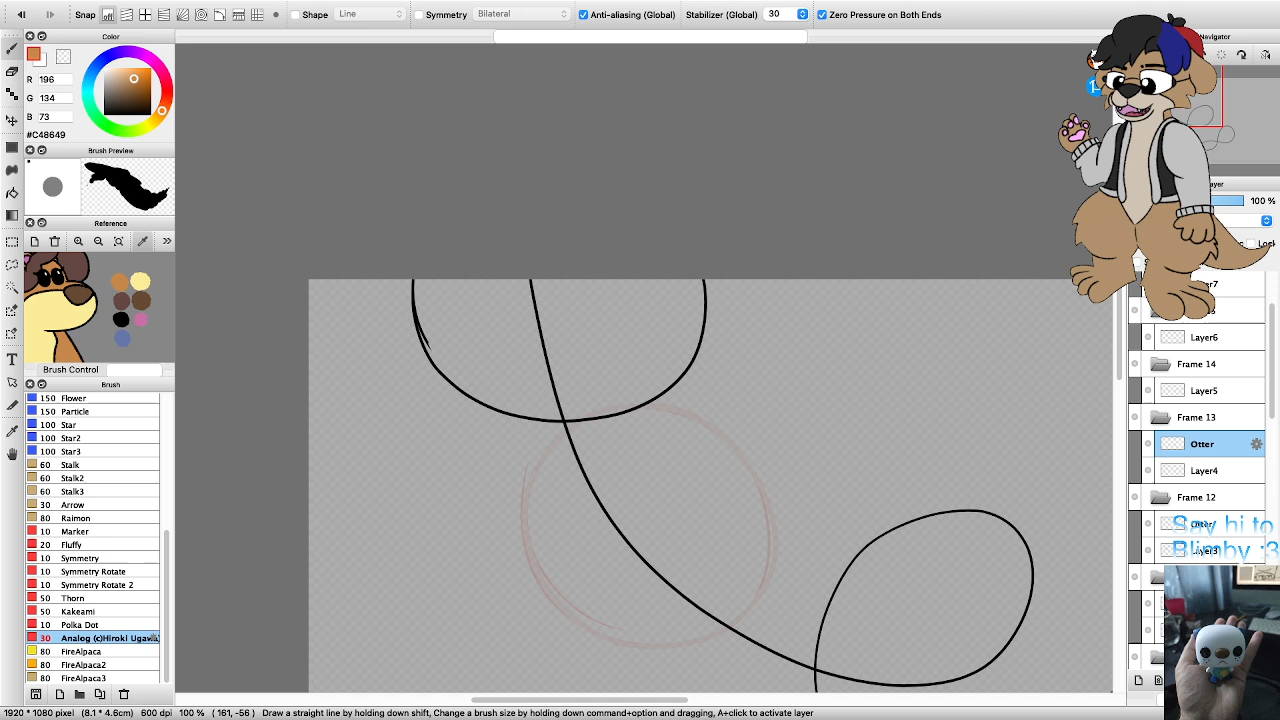 Snap
Shape
Line
Symmetry
Bilateral
Anti-aliasing (Global)
Stabilizer (Global)
30
Zero Pressure on Both Ends
Color
R 196
G 134
B 73
#C48649
Brush Preview
Reference
Brush Control
Brush
150 Flower
150 Particle
100 Star
100 Star2
100 Star3
60 Stalk
60 Stalk2
60 Stalk3
30 Arrow
80 Raimon
10 Marker
20 Fluffy
10 Symmetry
10 Symmetry Rotate
10 Symmetry Rotate 2
50 Thorn
50 Kakeami
10 Polka Dot
30 Analog (c)Hiroki Ugawa
80 FireAlpaca
80 FireAlpaca2
80 FireAlpaca3
Navigator
100 %
Layer6
Frame 14
Layer5
Frame 13
Otter
Layer4
Frame 12
Say hi to
Blimby :3
1920 * 1080 pixel (8.1 * 4.6cm) 600 dpi 100 % ( 161, -56 ) Draw a straight line by holding down shift, Change a brush size by holding down command+option and dragging, A+click to activate layer